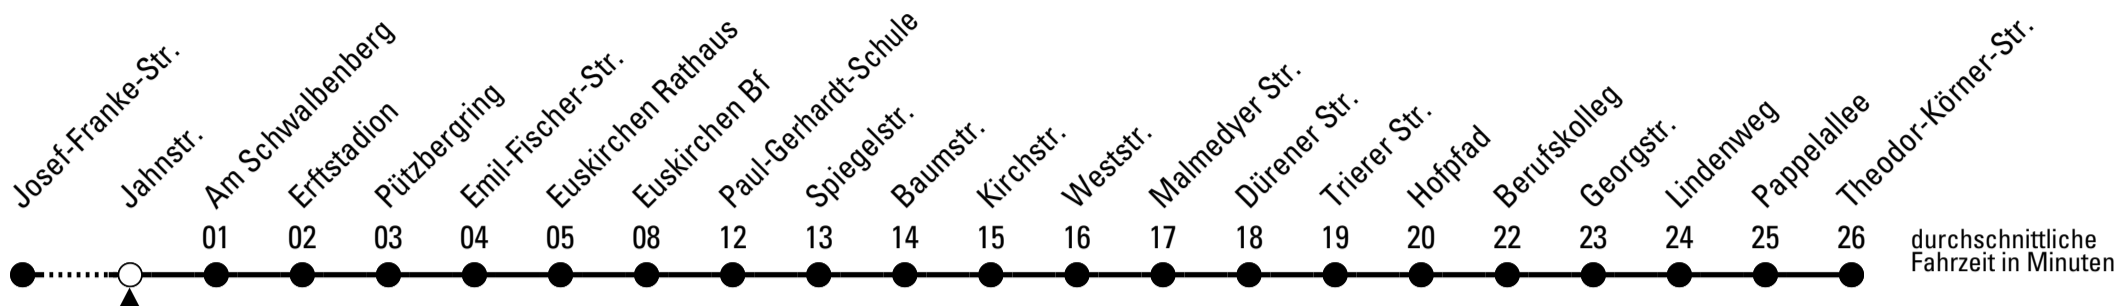 Josef-Franke-Str.
Jahnstr.
Am Schwalbenberg
Erftstadion
Pützbergring
Emil-Fischer-Str.
Euskirchen Rathaus
Euskirchen Bf
Paul-Gerhardt-Schule
Spiegelstr.
Baumstr.
Kirchstr.
Weststr.
Malmedyer Str.
Dürener Str.
Trierer Str.
Hofpfad
Berufskolleg
Georgstr.
Lindenweg
Pappelallee
Theodor-Körner-Str.
01 02 03 04 05 08 12 13 14 15 16 17 18 19 20 22 23 24 25 26
durchschnittliche
Fahrzeit in Minuten